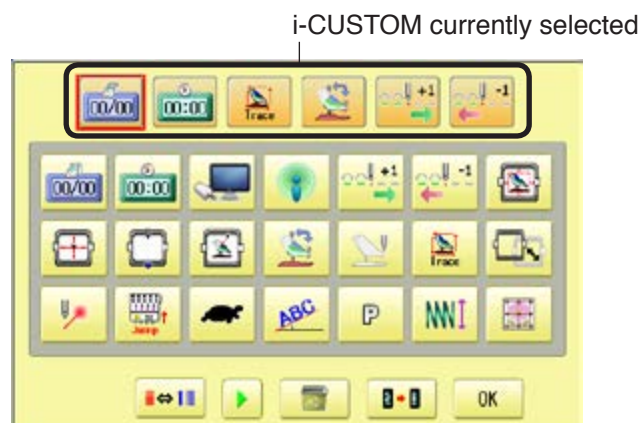 i-CUSTOM currently selected
00/00 00:00 Trace +1 -1
00/00 00:00 +1 -1
Trace
Jump ABC P
OK